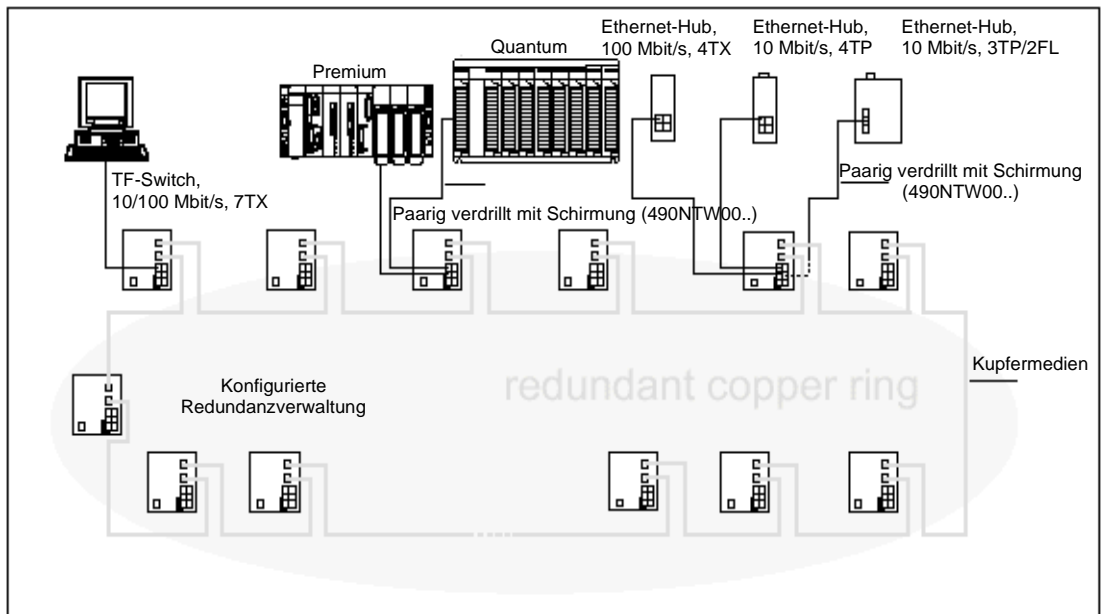 Ethernet-Hub,
100 Mbit/s, 4TX
Ethernet-Hub,
10 Mbit/s, 4TP
Ethernet-Hub,
10 Mbit/s, 3TP/2FL
Quantum
Premium
TF-Switch,
10/100 Mbit/s, 7TX
Paarig verdrillt mit Schirmung
(490NTW00..)
Paarig verdrillt mit Schirmung (490NTW00..)
Kupfermedien
Konfigurierte
Redundanzverwaltung
redundant copper ring